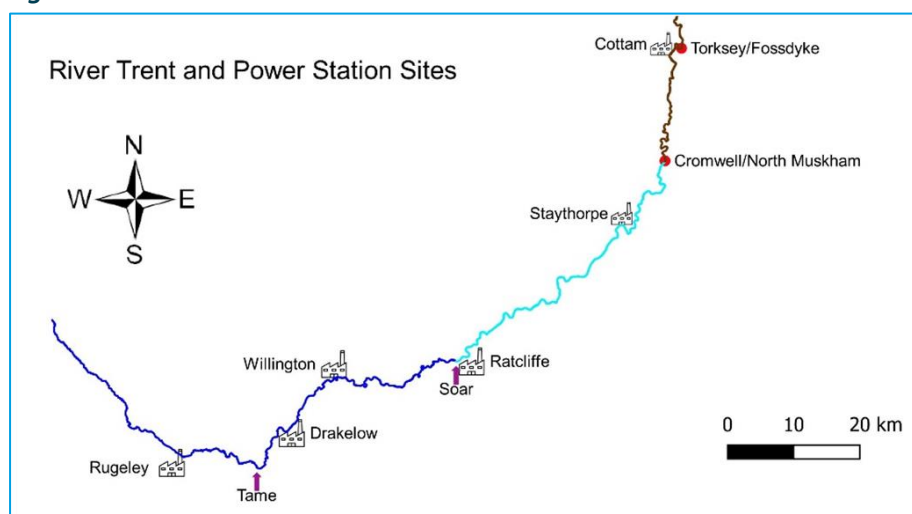 Cottam
Torksey/Fossdyke
River Trent and Power Station Sites
N
W
E
S
Cromwell/North Muskham
Staythorpe
Willington
Ratcliffe
Soar
Drakelow
Rugeley
Tame
0 10 20 km